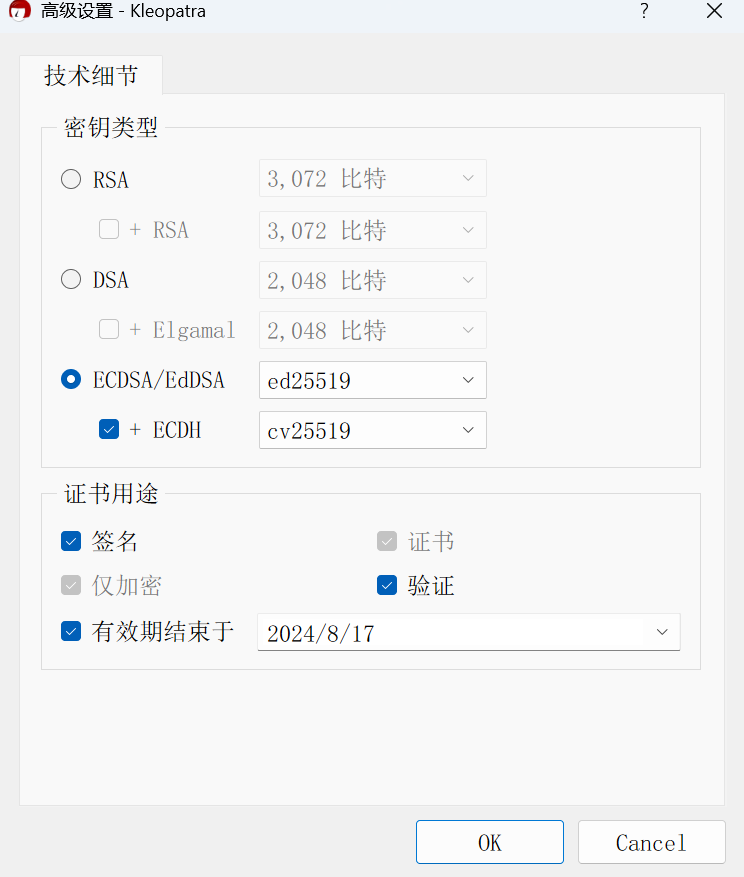 高级设置 - Kleopatra ?
技术细节
密钥类型
RSA 3,072 比特
+ RSA 3,072 比特
DSA 2,048 比特
+ Elgamal 2,048 比特
ECDSA/EdDSA ed25519
+ ECDH cv25519
证书用途
签名 证书
仅加密 验证
有效期结束于 2024/8/17
OK Cancel